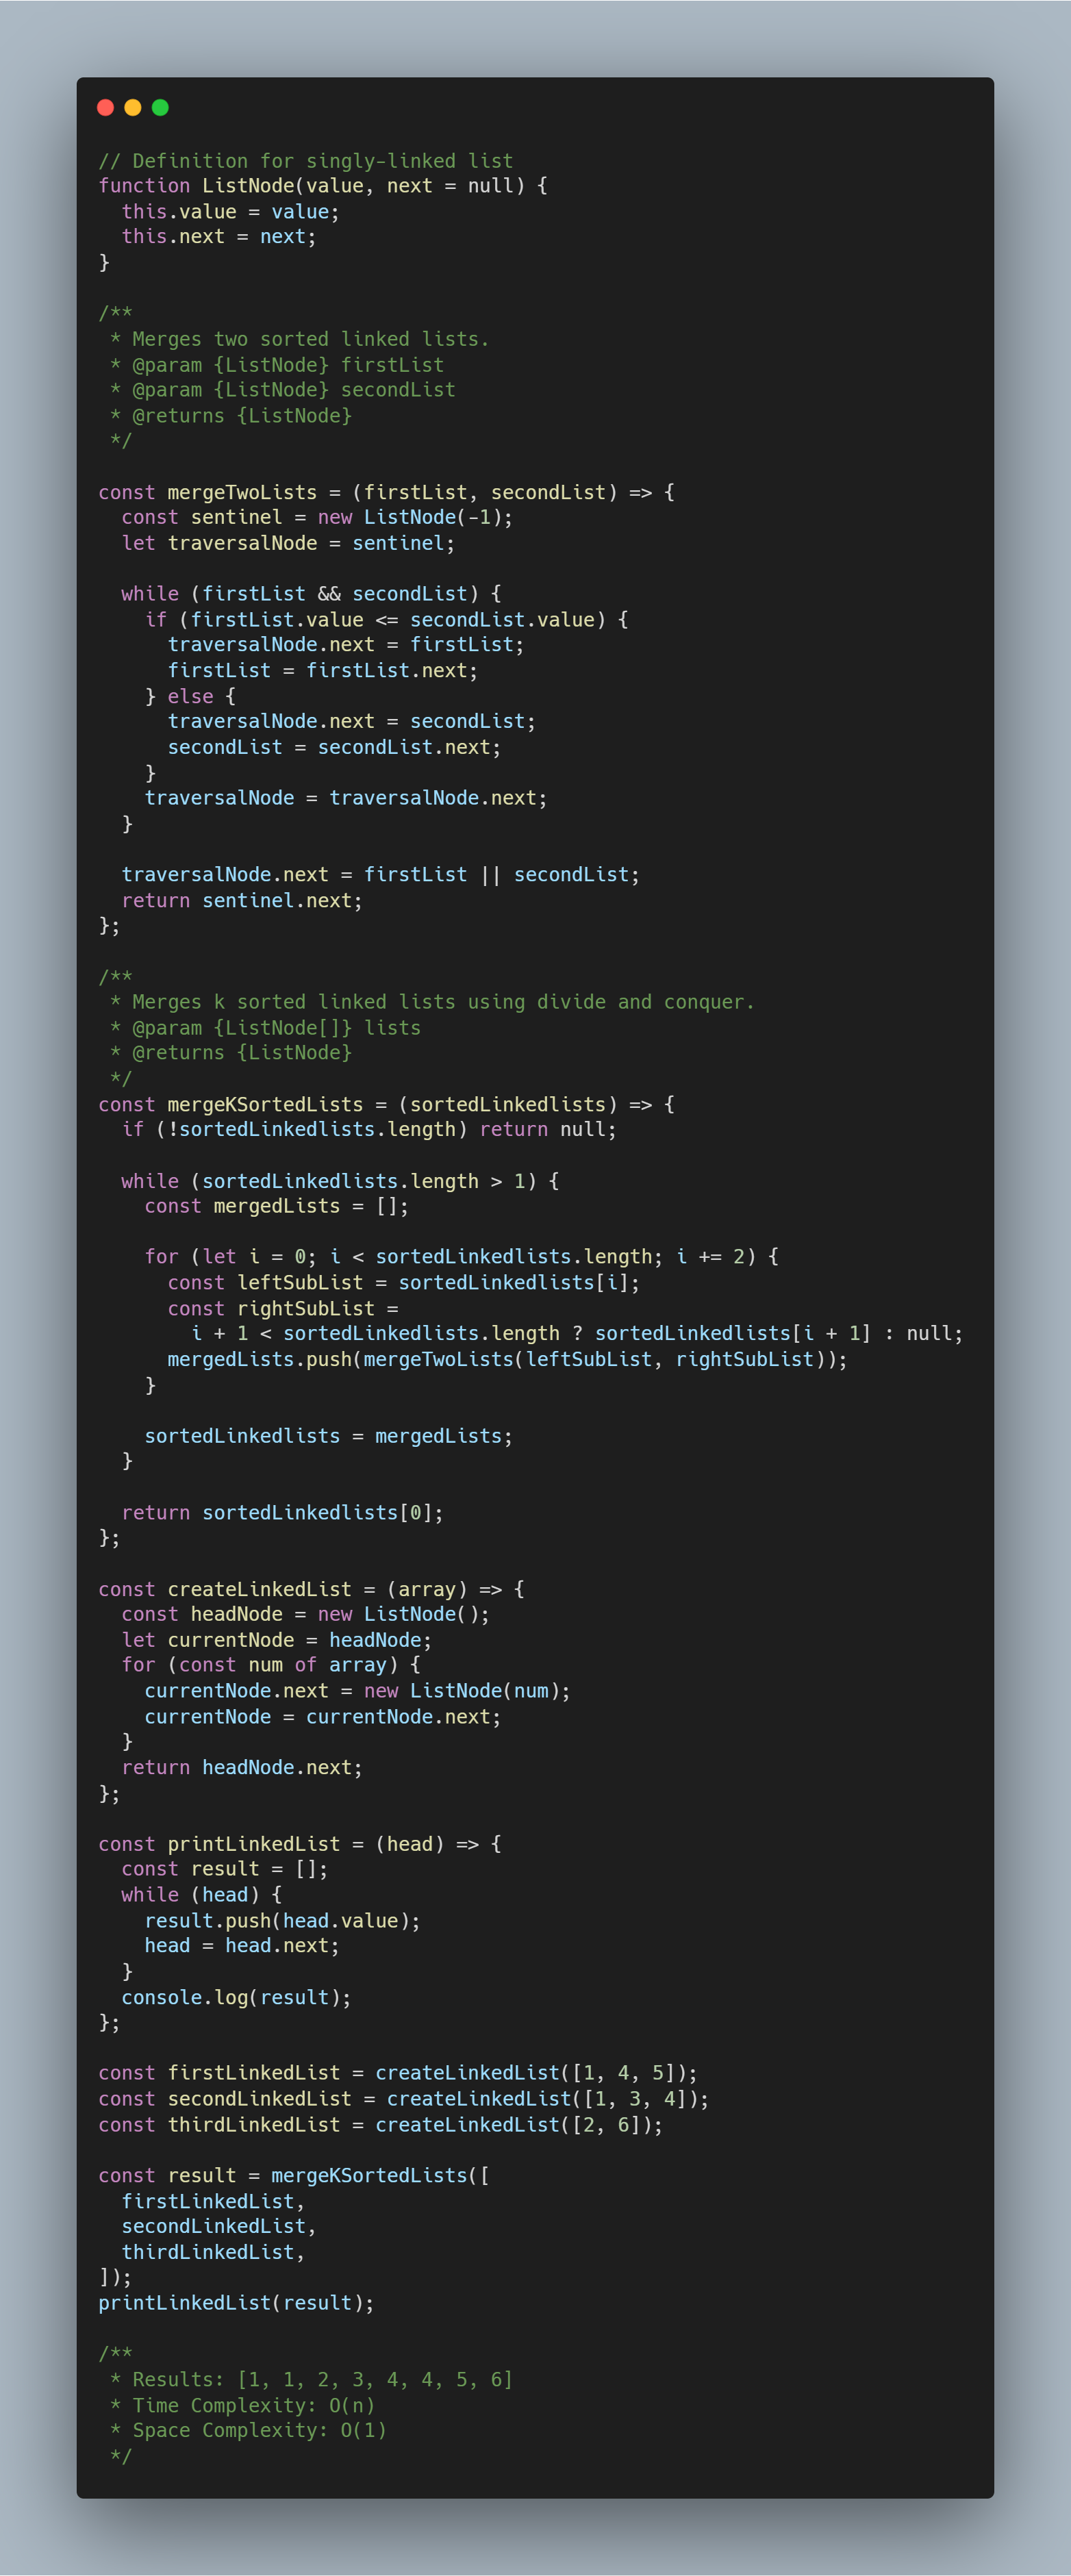 // Definition for singly-linked list
function ListNode(value, next = null) {
  this.value = value;
  this.next = next;
}

/**
 * Merges two sorted linked lists.
 * @param {ListNode} firstList
 * @param {ListNode} secondList
 * @returns {ListNode}
 */

const mergeTwoLists = (firstList, secondList) => {
  const sentinel = new ListNode(-1);
  let traversalNode = sentinel;

  while (firstList && secondList) {
    if (firstList.value <= secondList.value) {
      traversalNode.next = firstList;
      firstList = firstList.next;
    } else {
      traversalNode.next = secondList;
      secondList = secondList.next;
    }
    traversalNode = traversalNode.next;
  }

  traversalNode.next = firstList || secondList;
  return sentinel.next;
};

/**
 * Merges k sorted linked lists using divide and conquer.
 * @param {ListNode[]} lists
 * @returns {ListNode}
 */
const mergeKSortedLists = (sortedLinkedlists) => {
  if (!sortedLinkedlists.length) return null;

  while (sortedLinkedlists.length > 1) {
    const mergedLists = [];

    for (let i = 0; i < sortedLinkedlists.length; i += 2) {
      const leftSubList = sortedLinkedlists[i];
      const rightSubList =
        i + 1 < sortedLinkedlists.length ? sortedLinkedlists[i + 1] : null;
      mergedLists.push(mergeTwoLists(leftSubList, rightSubList));
    }

    sortedLinkedlists = mergedLists;
  }

  return sortedLinkedlists[0];
};

const createLinkedList = (array) => {
  const headNode = new ListNode();
  let currentNode = headNode;
  for (const num of array) {
    currentNode.next = new ListNode(num);
    currentNode = currentNode.next;
  }
  return headNode.next;
};

const printLinkedList = (head) => {
  const result = [];
  while (head) {
    result.push(head.value);
    head = head.next;
  }
  console.log(result);
};

const firstLinkedList = createLinkedList([1, 4, 5]);
const secondLinkedList = createLinkedList([1, 3, 4]);
const thirdLinkedList = createLinkedList([2, 6]);

const result = mergeKSortedLists([
  firstLinkedList,
  secondLinkedList,
  thirdLinkedList,
]);
printLinkedList(result);

/**
 * Results: [1, 1, 2, 3, 4, 4, 5, 6]
 * Time Complexity: O(n)
 * Space Complexity: O(1)
 */